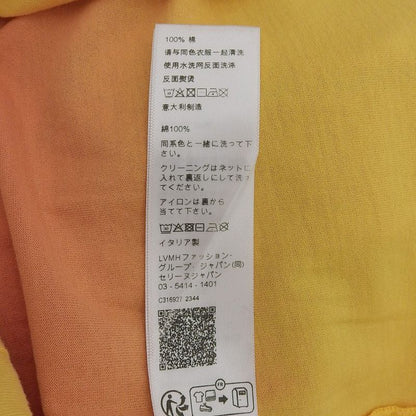 100% 棉
请与同色衣服一起清洗
使用水洗网反面洗涤
反面熨烫
意大利制造
綿100%
同系色と一緒に洗って下
さい。
クリーニングはネットに
入れて裏返しにして洗っ
てください。
アイロンは裏から
当て下さい。
イタリア製
LVMHファッション·
グループ· ジャパン(同)
セリーヌジャパン
03 - 5414 - 1401
C316927 2344
FR